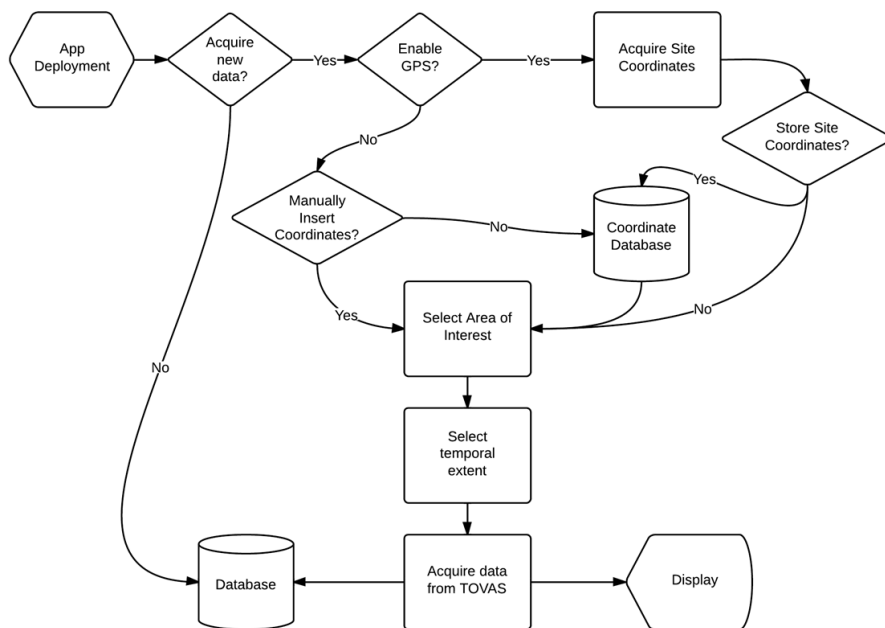 App
Deployment
Acquire
new
data?
Yes
Enable
GPS?
Yes
Acquire Site
Coordinates
Store Site
Coordinates?
No
Yes
Manually
Insert
Coordinates?
No
Coordinate
Database
Yes
Select Area of
Interest
No
No
Select
temporal
extent
Database
Acquire data
from TOVAS
Display